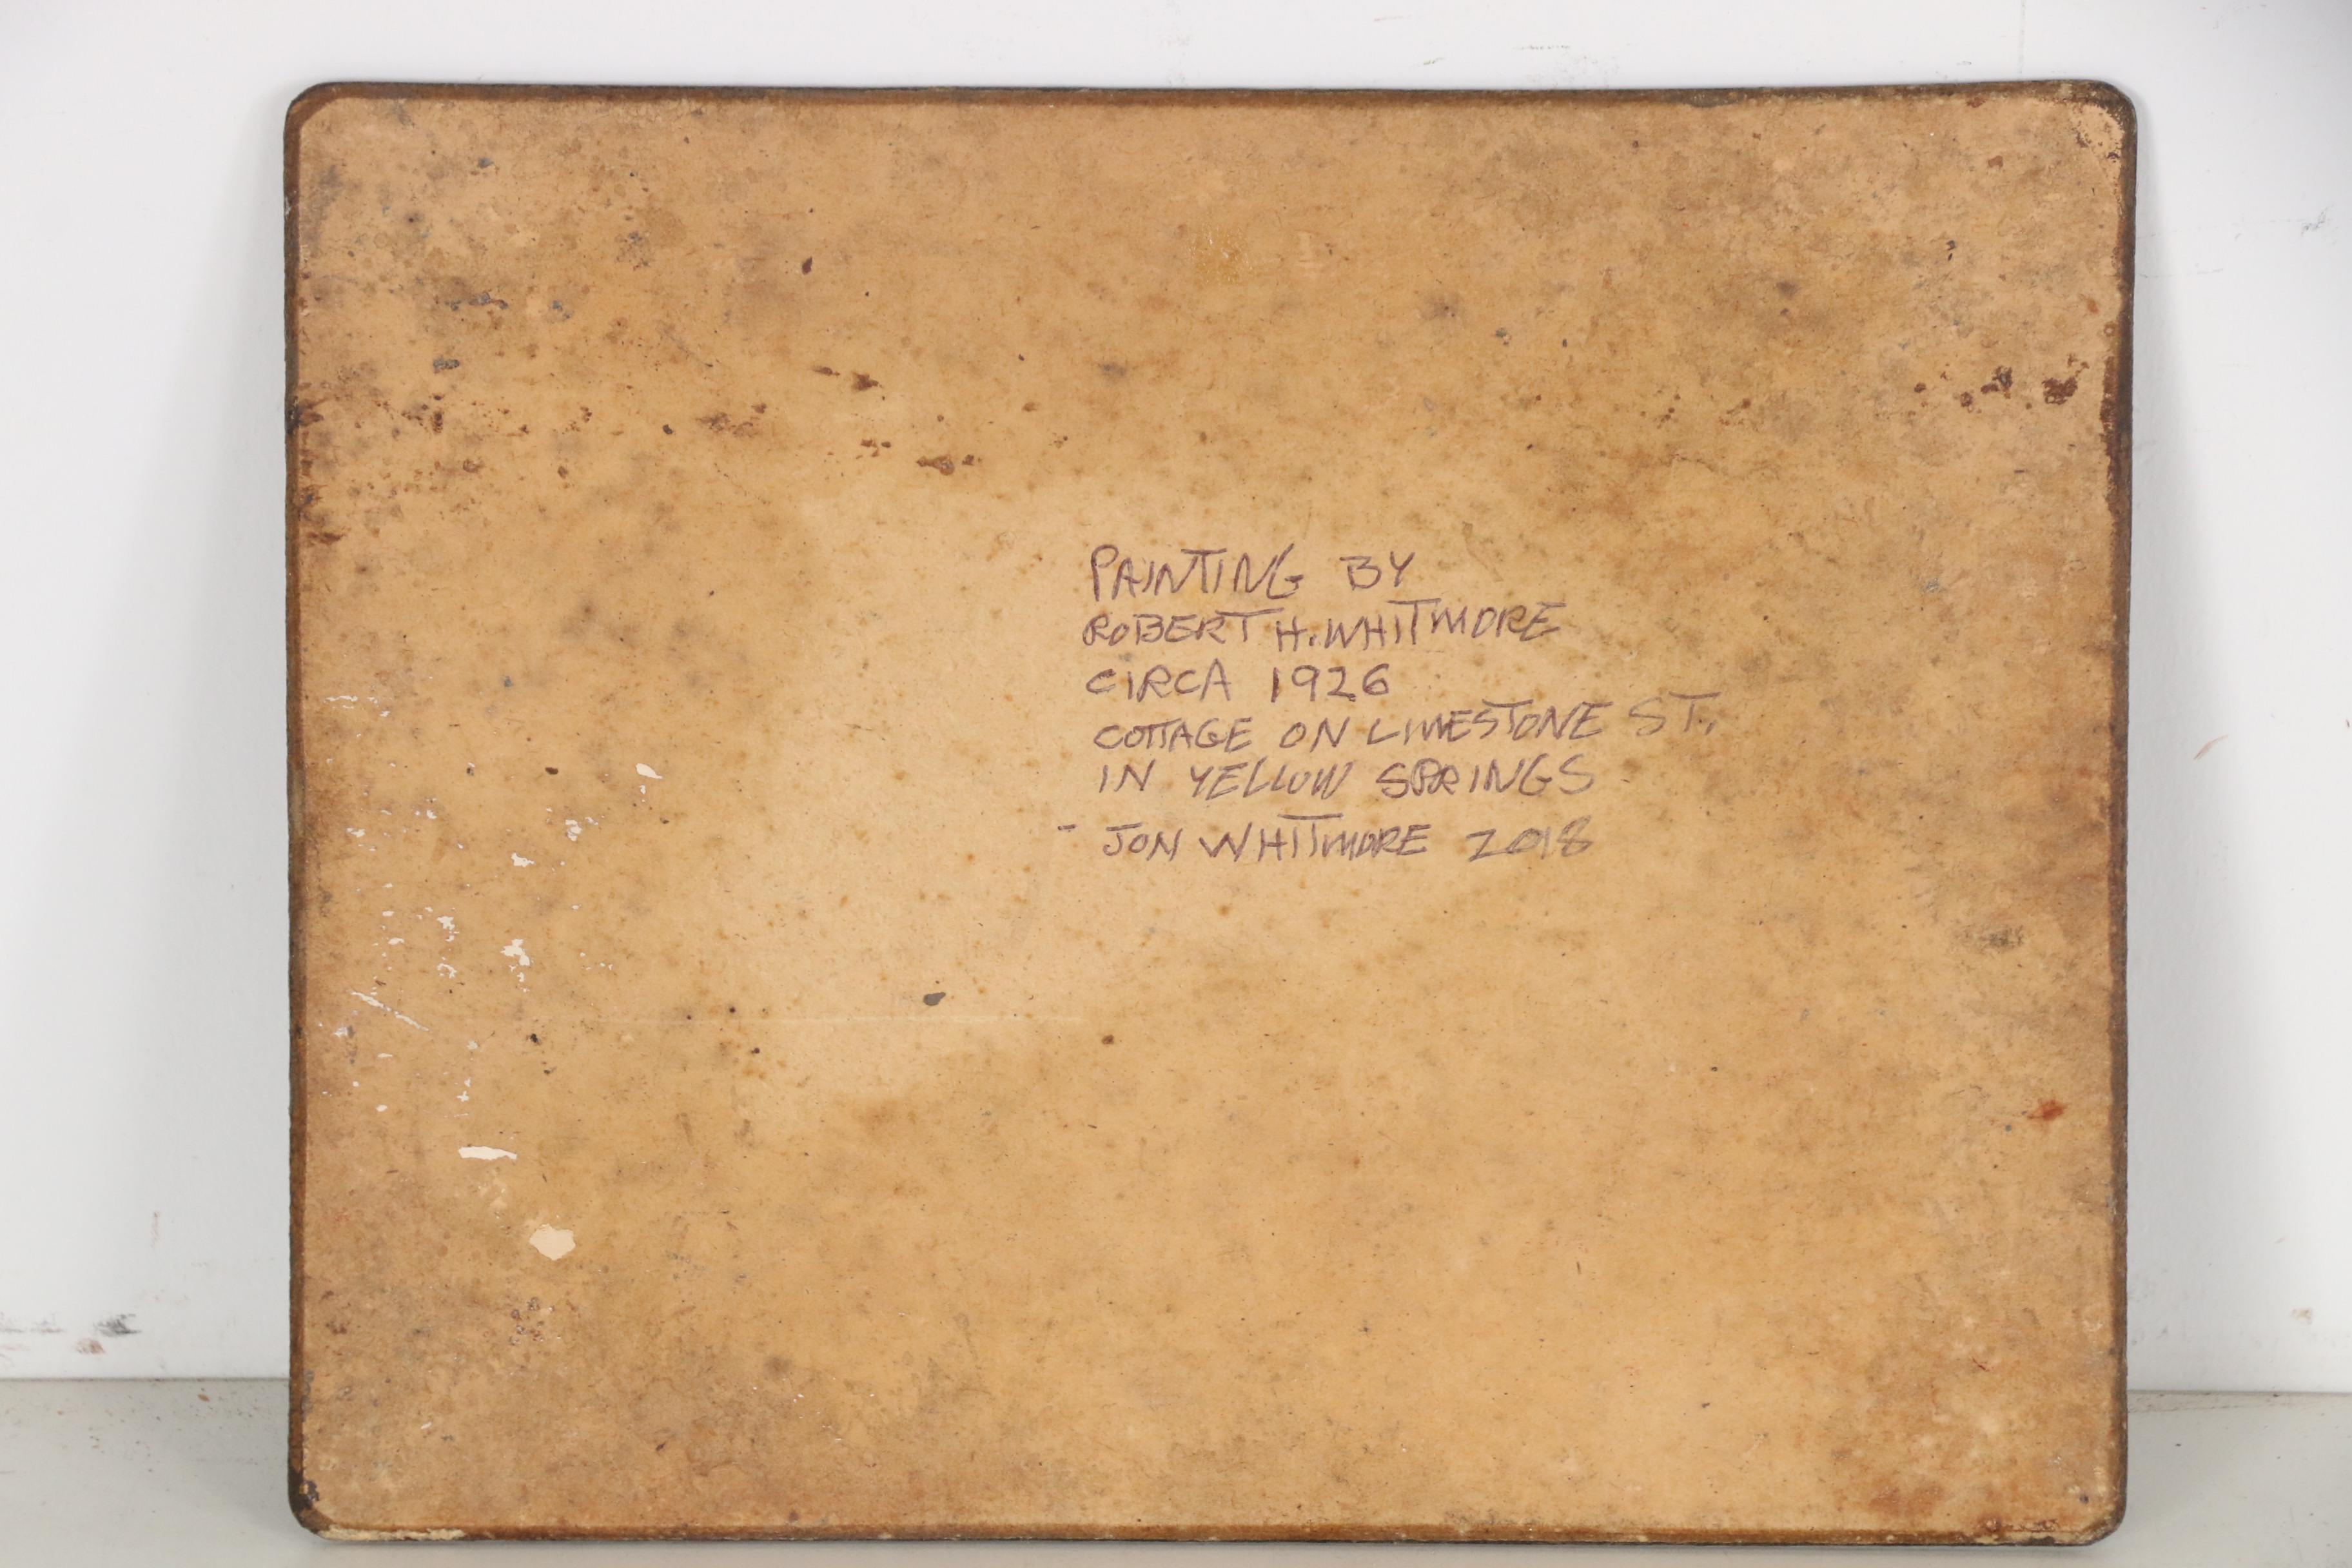 PAINTING BY
ROBERT H. WHITMORE
CIRCA 1926
COTTAGE ON LIMESTONE ST.
IN YELLOW SPRINGS
- JON WHITMORE 2018